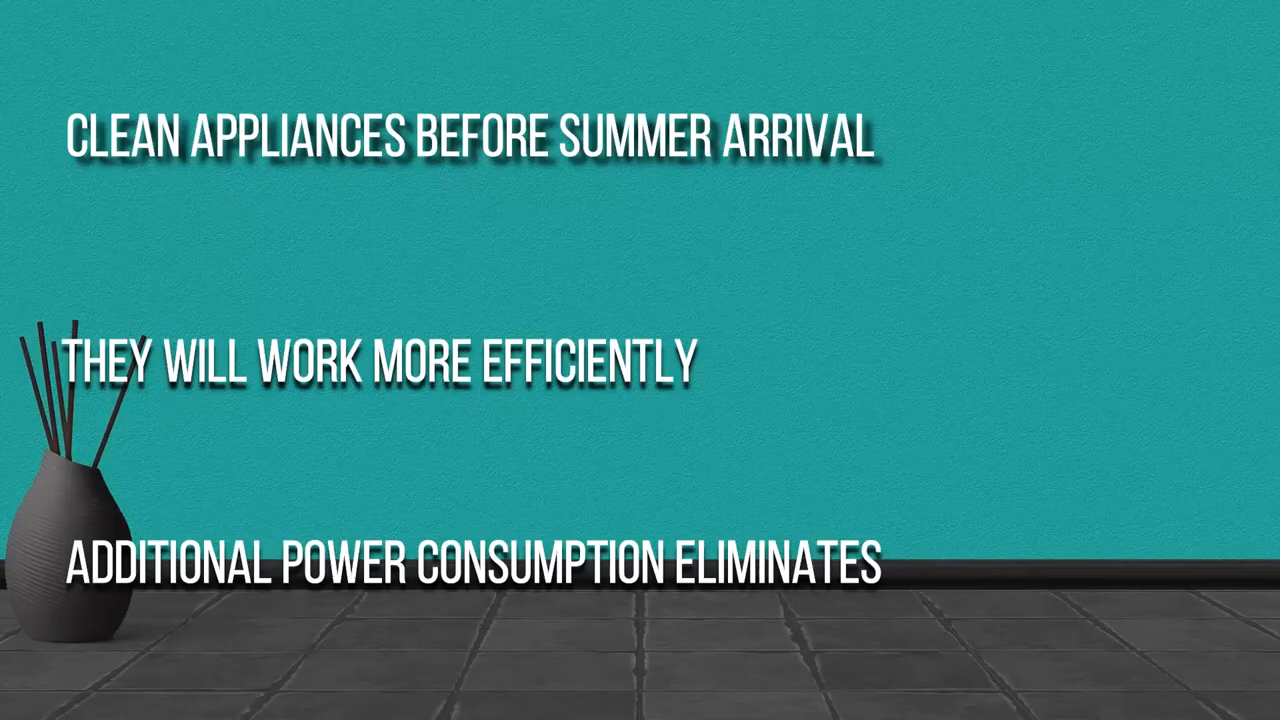 CLEAN APPLIANCES BEFORE SUMMER ARRIVAL
THEY WILL WORK MORE EFFICIENTLY
ADDITIONAL POWER CONSUMPTION ELIMINATES